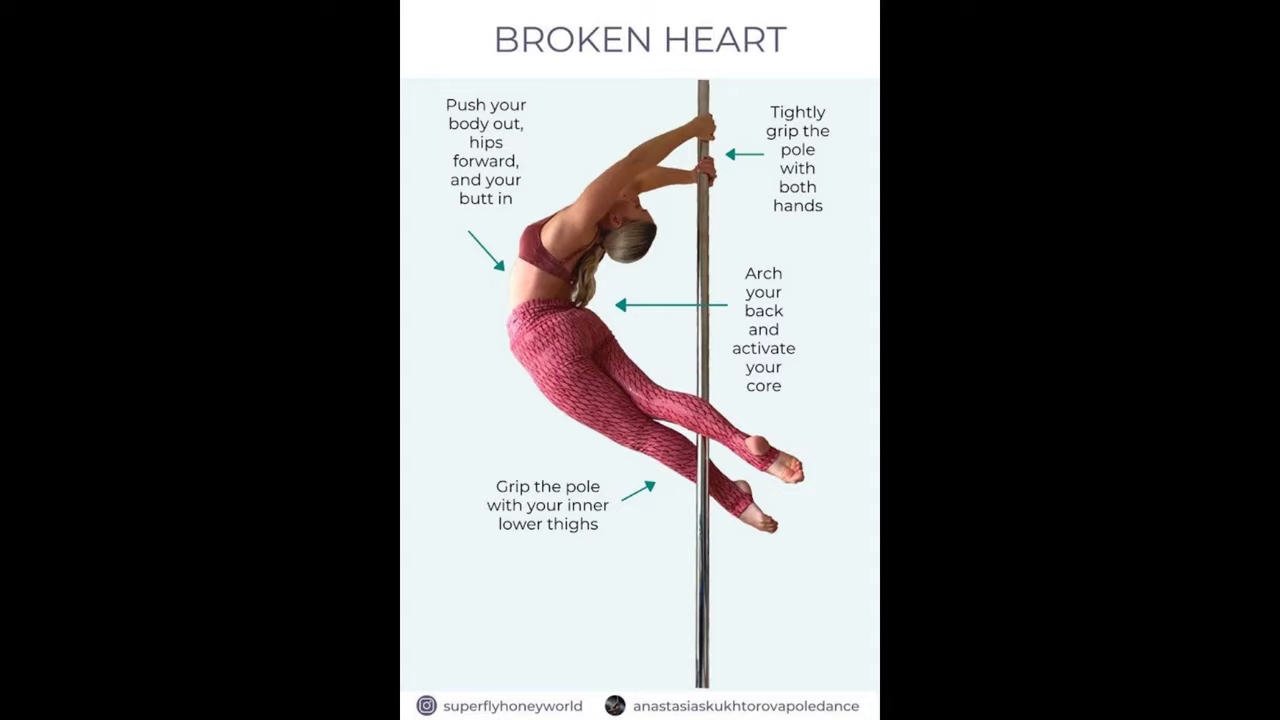 BROKEN HEART
Push your
body out,
hips
forward,
and your
butt in
Tightly
grip the
pole
with
both
hands
Arch
your
back
and
activate
your
core
Grip the pole
with your inner
lower thighs
superflyhoneyworld
anastasiaskukhtorovapoledance